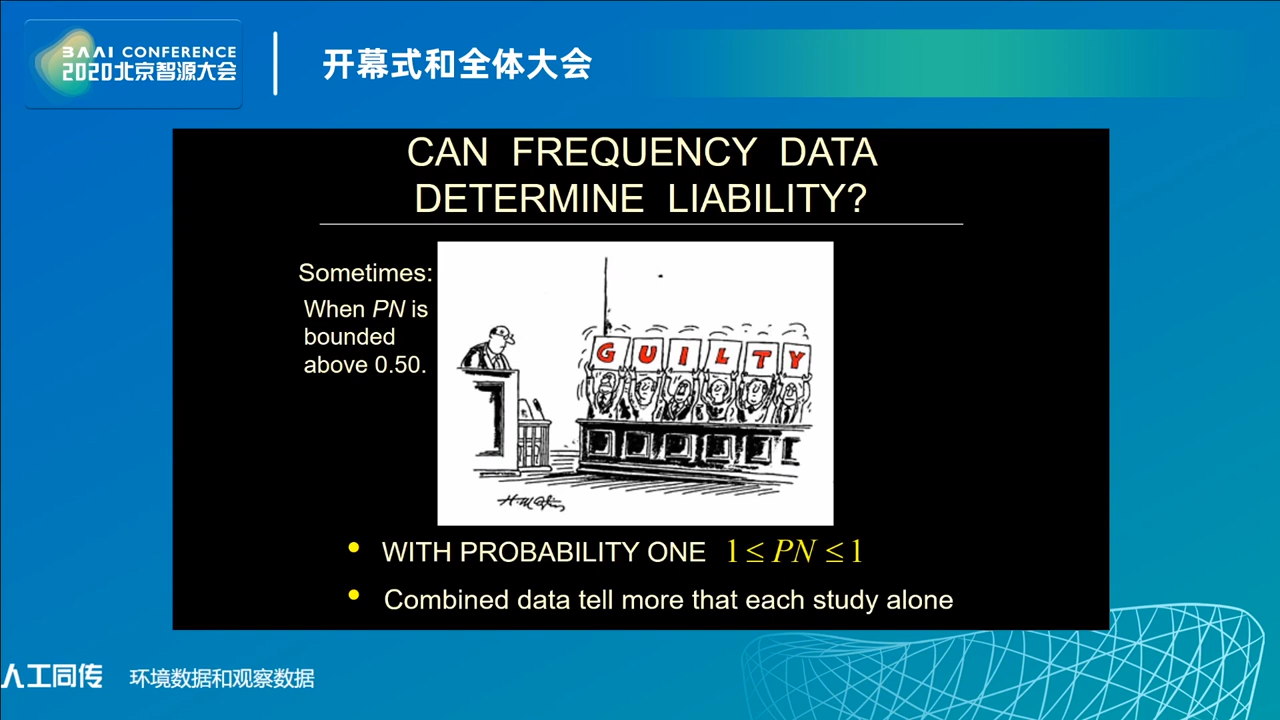 BAAI CONFERENCE
2020北京智源大会
开幕式和全体大会
CAN FREQUENCY DATA
DETERMINE LIABILITY?
Sometimes:
When PN is
bounded
above 0.50.
GUILTY
WITH PROBABILITY ONE 1 ≤ PN ≤ 1
Combined data tell more that each study alone
人工同传 环境数据和观察数据